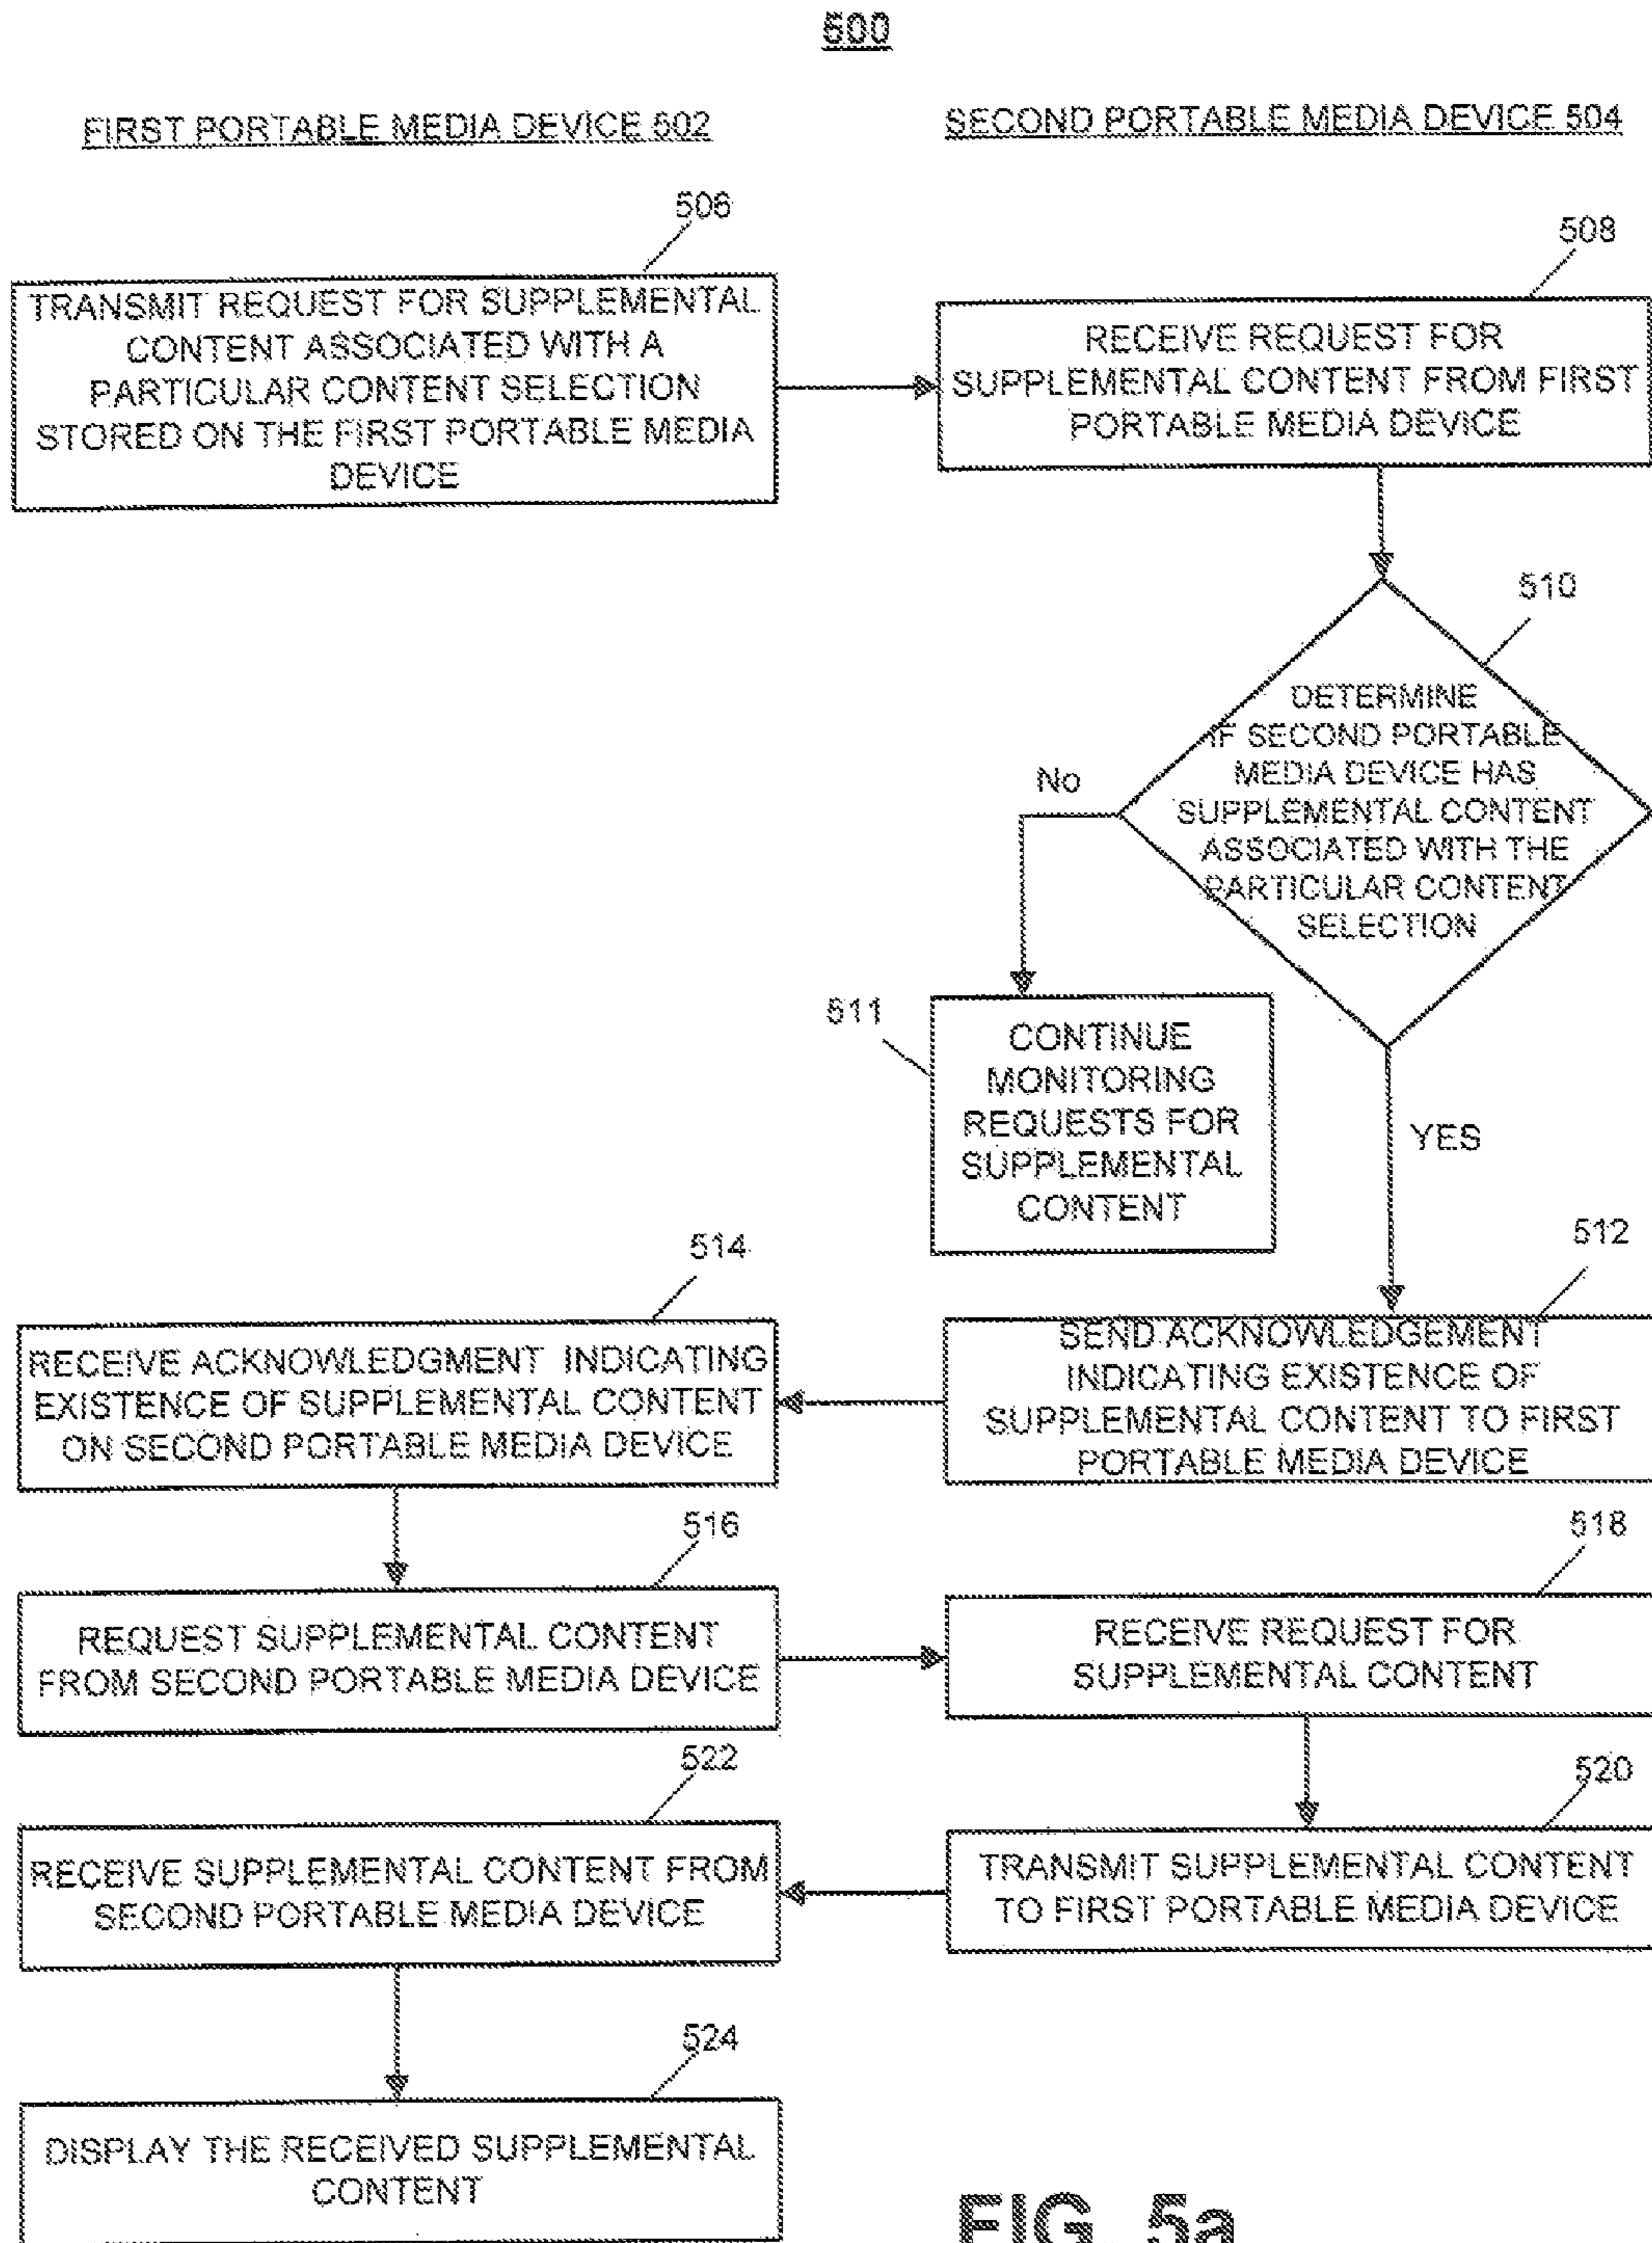 500
FIRST PORTABLE MEDIA DEVICE 502
SECOND PORTABLE MEDIA DEVICE 504
506
TRANSMIT REQUEST FOR SUPPLEMENTAL
CONTENT ASSOCIATED WITH A
PARTICULAR CONTENT SELECTION
STORED ON THE FIRST PORTABLE MEDIA
DEVICE
508
RECEIVE REQUEST FOR
SUPPLEMENTAL CONTENT FROM FIRST
PORTABLE MEDIA DEVICE
510
DETERMINE
IF SECOND PORTABLE
MEDIA DEVICE HAS
SUPPLEMENTAL CONTENT
ASSOCIATED WITH THE
PARTICULAR CONTENT
SELECTION
No
511
CONTINUE
MONITORING
REQUESTS FOR
SUPPLEMENTAL
CONTENT
YES
512
SEND ACKNOWLEDGEMENT
INDICATING EXISTENCE OF
SUPPLEMENTAL CONTENT TO FIRST
PORTABLE MEDIA DEVICE
514
RECEIVE ACKNOWLEDGMENT INDICATING
EXISTENCE OF SUPPLEMENTAL CONTENT
ON SECOND PORTABLE MEDIA DEVICE
516
REQUEST SUPPLEMENTAL CONTENT
FROM SECOND PORTABLE MEDIA DEVICE
518
RECEIVE REQUEST FOR
SUPPLEMENTAL CONTENT
520
TRANSMIT SUPPLEMENTAL CONTENT
TO FIRST PORTABLE MEDIA DEVICE
522
RECEIVE SUPPLEMENTAL CONTENT FROM
SECOND PORTABLE MEDIA DEVICE
524
DISPLAY THE RECEIVED SUPPLEMENTAL
CONTENT
FIG. 5a